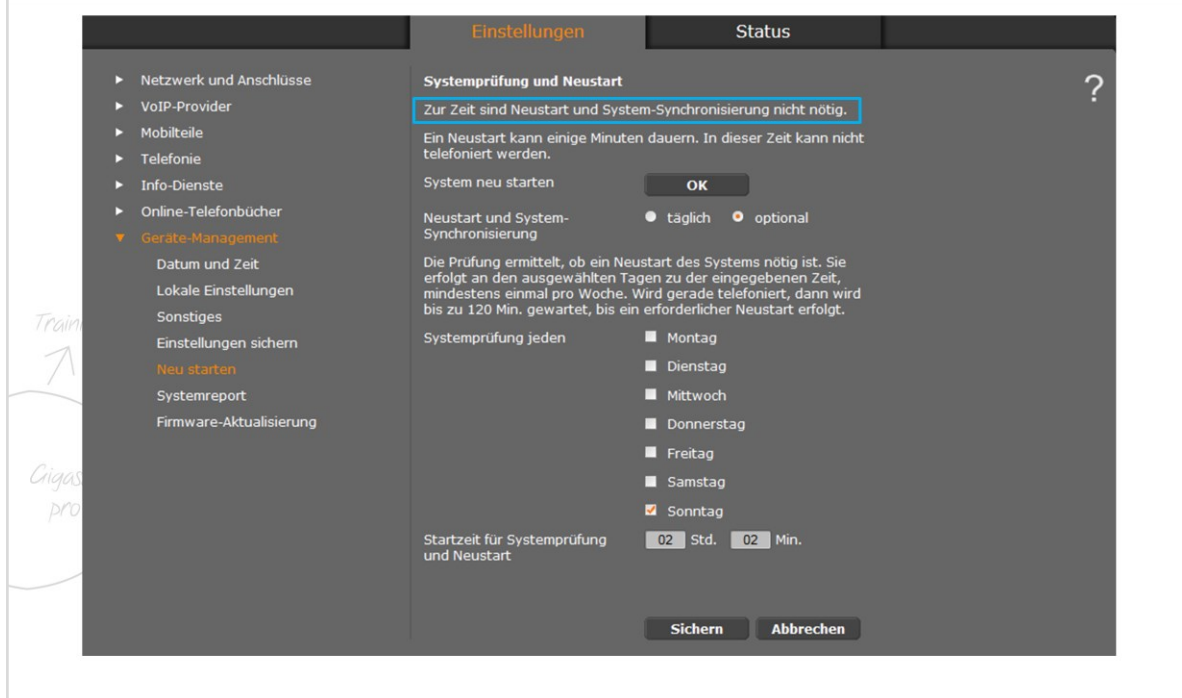 Einstellungen
Status
Netzwerk und Anschlüsse
VoIP-Provider
Mobilteile
Telefonie
Info-Dienste
Online-Telefonbücher
Geräte-Management
Datum und Zeit
Lokale Einstellungen
Sonstiges
Einstellungen sichern
Neu starten
Systemreport
Firmware-Aktualisierung
Systemprüfung und Neustart
?
Zur Zeit sind Neustart und System-Synchronisierung nicht nötig.
Ein Neustart kann einige Minuten dauern. In dieser Zeit kann nicht
telefoniert werden.
System neu starten
OK
Neustart und System-
Synchronisierung
täglich
optional
Die Prüfung ermittelt, ob ein Neustart des Systems nötig ist. Sie
erfolgt an den ausgewählten Tagen zu der eingegebenen Zeit,
mindestens einmal pro Woche. Wird gerade telefoniert, dann wird
bis zu 120 Min. gewartet, bis ein erforderlicher Neustart erfolgt.
Systemprüfung jeden
Montag
Dienstag
Mittwoch
Donnerstag
Freitag
Samstag
Sonntag
Startzeit für Systemprüfung
und Neustart
02 Std. 02 Min.
Sichern
Abbrechen
pro